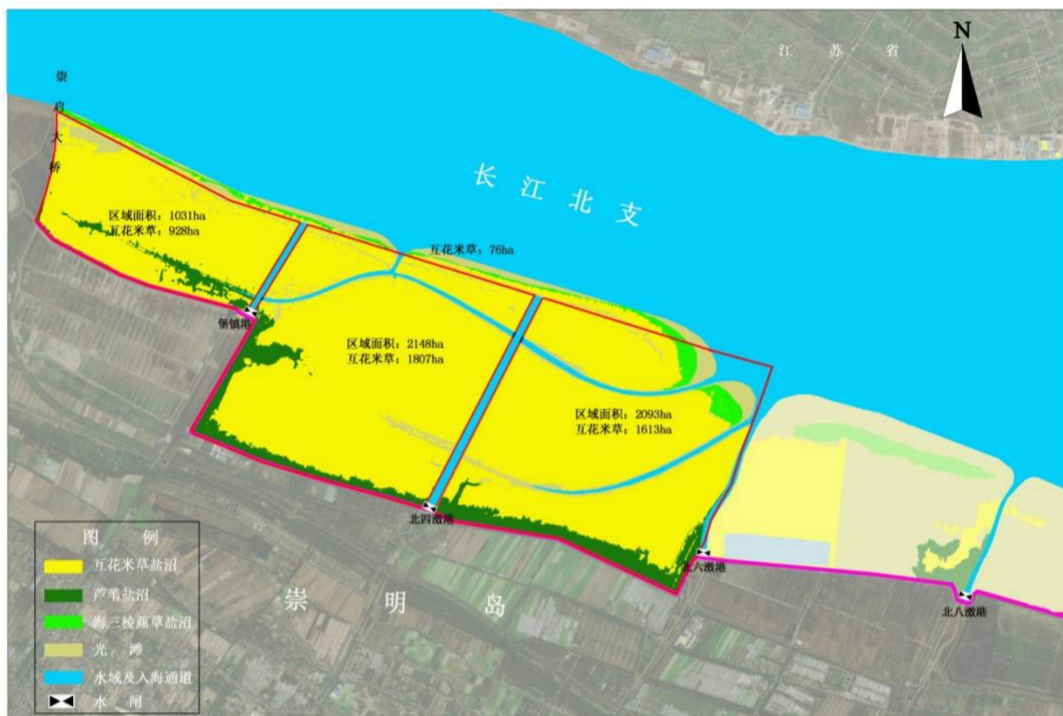 N
江 苏 省
崇启大桥
长 江 北 支
区域面积：1031ha
互花米草：928ha
互花米草：76ha
堡镇港
区域面积：2148ha
互花米草：1807ha
区域面积：2093ha
互花米草：1613ha
北四滧港
北六滧港
北八滧港
崇 明 岛
图 例
互花米草盐沼
芦苇盐沼
海三棱藨草盐沼
光 滩
水域及入海通道
水 闸